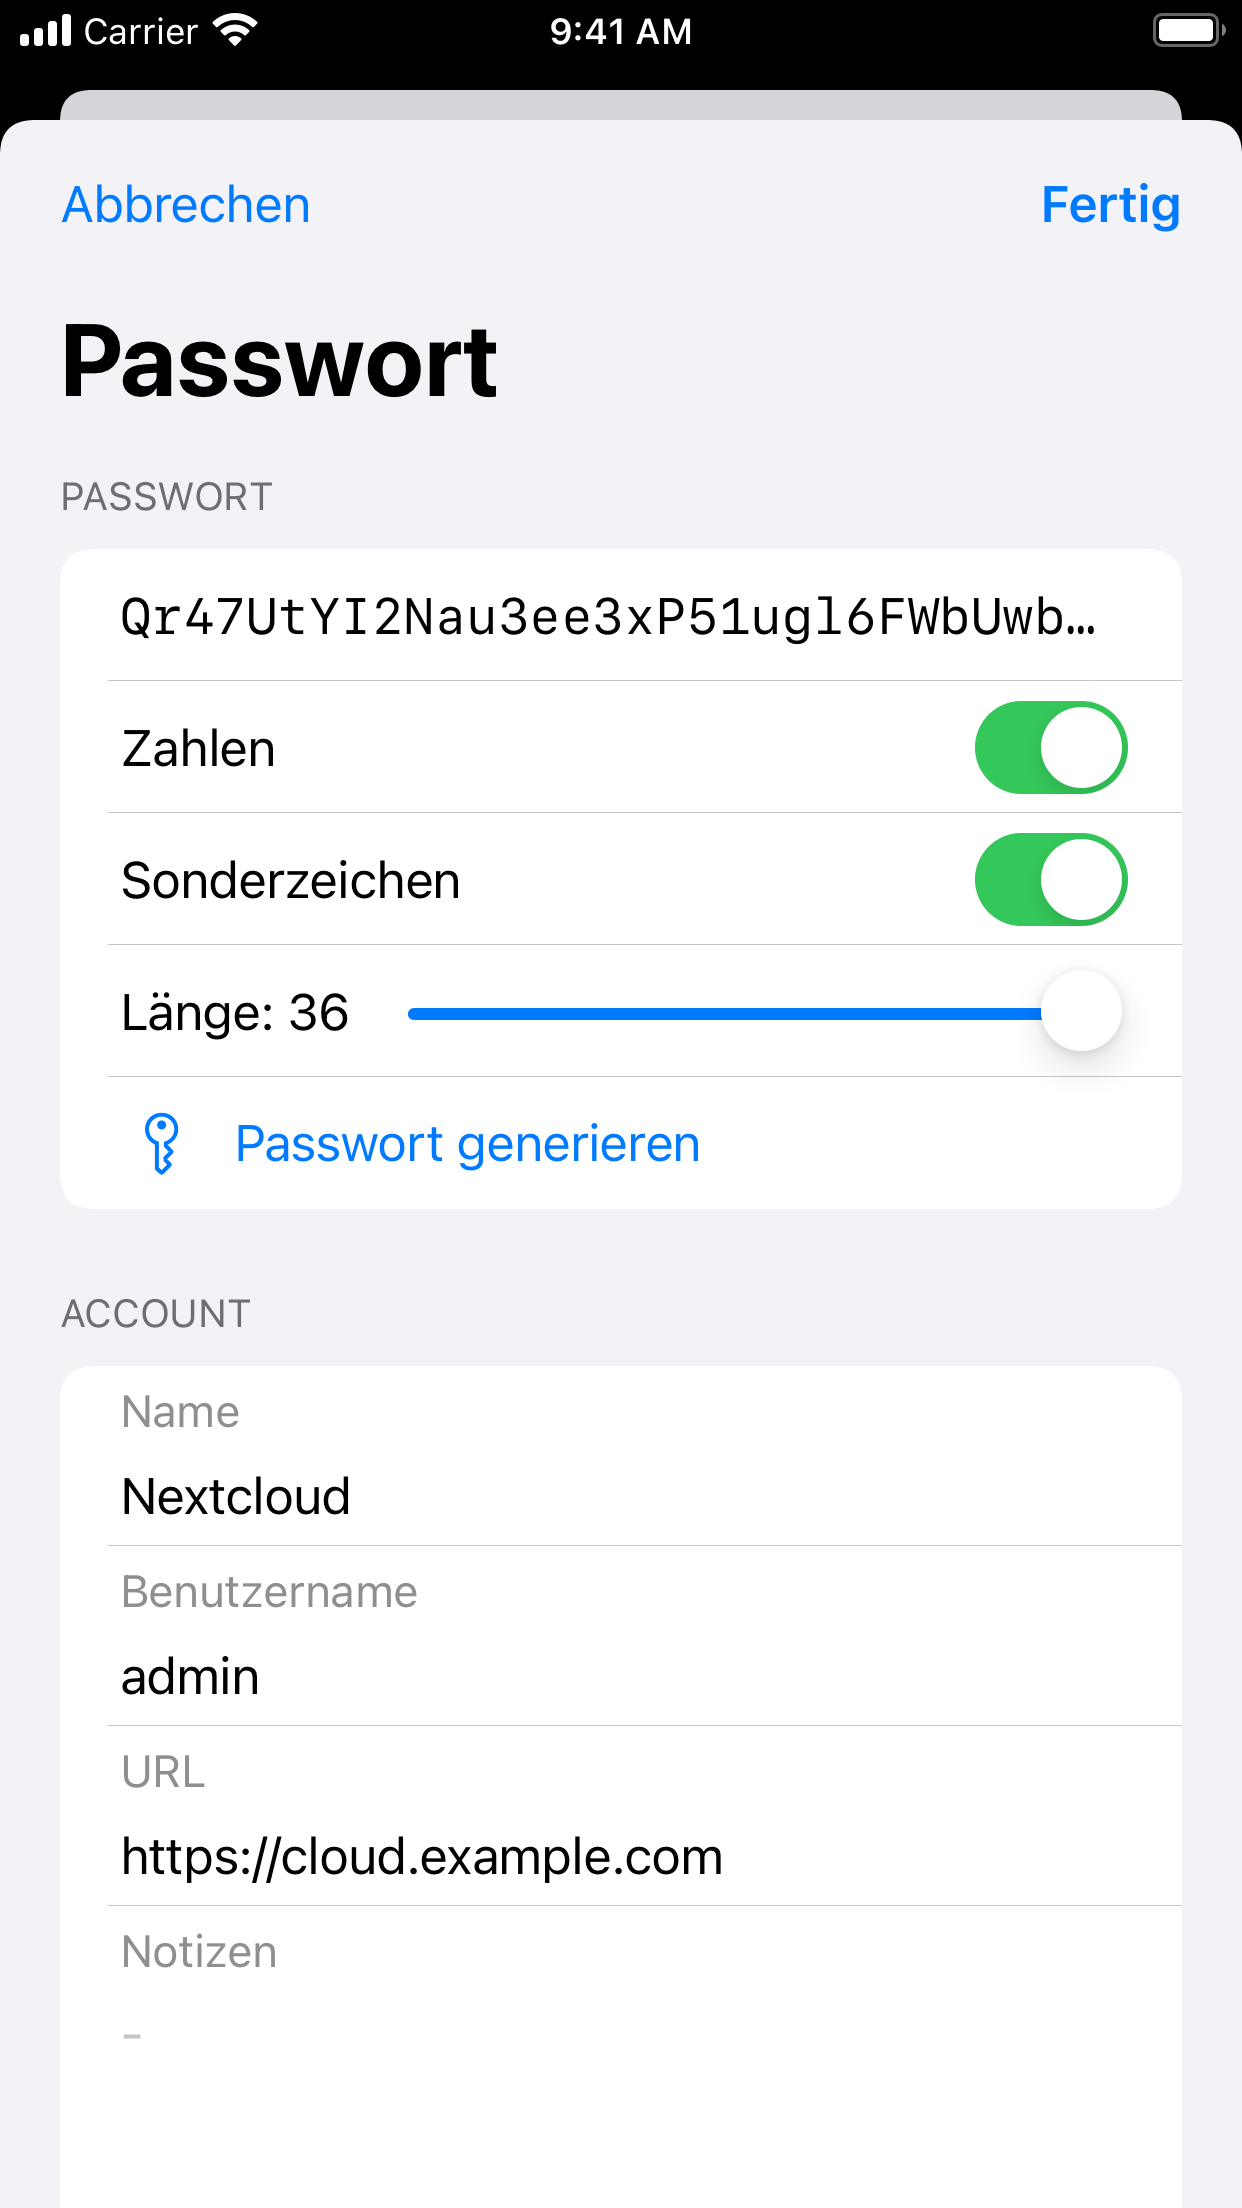 Carrier 9:41 AM
Abbrechen Fertig
Passwort
PASSWORT
Qr47UtYI2Nau3ee3xP51ugl6FWbUwb…
Zahlen
Sonderzeichen
Länge: 36
Passwort generieren
ACCOUNT
Name
Nextcloud
Benutzername
admin
URL
https://cloud.example.com
Notizen
-